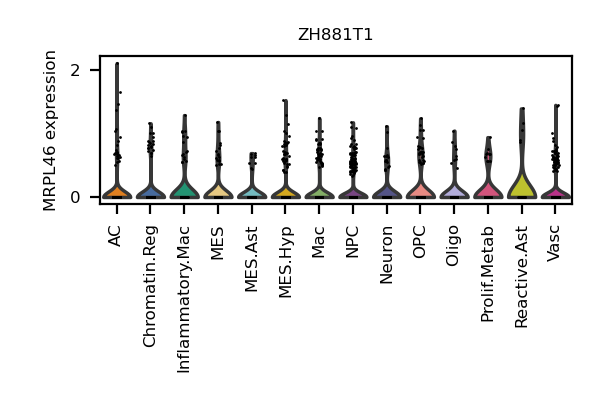 ZH881T1
MRPL46 expression
2
0
AC
Chromatin.Reg
Inflammatory.Mac
MES
MES.Ast
MES.Hyp
Mac
NPC
Neuron
OPC
Oligo
Prolif.Metab
Reactive.Ast
Vasc